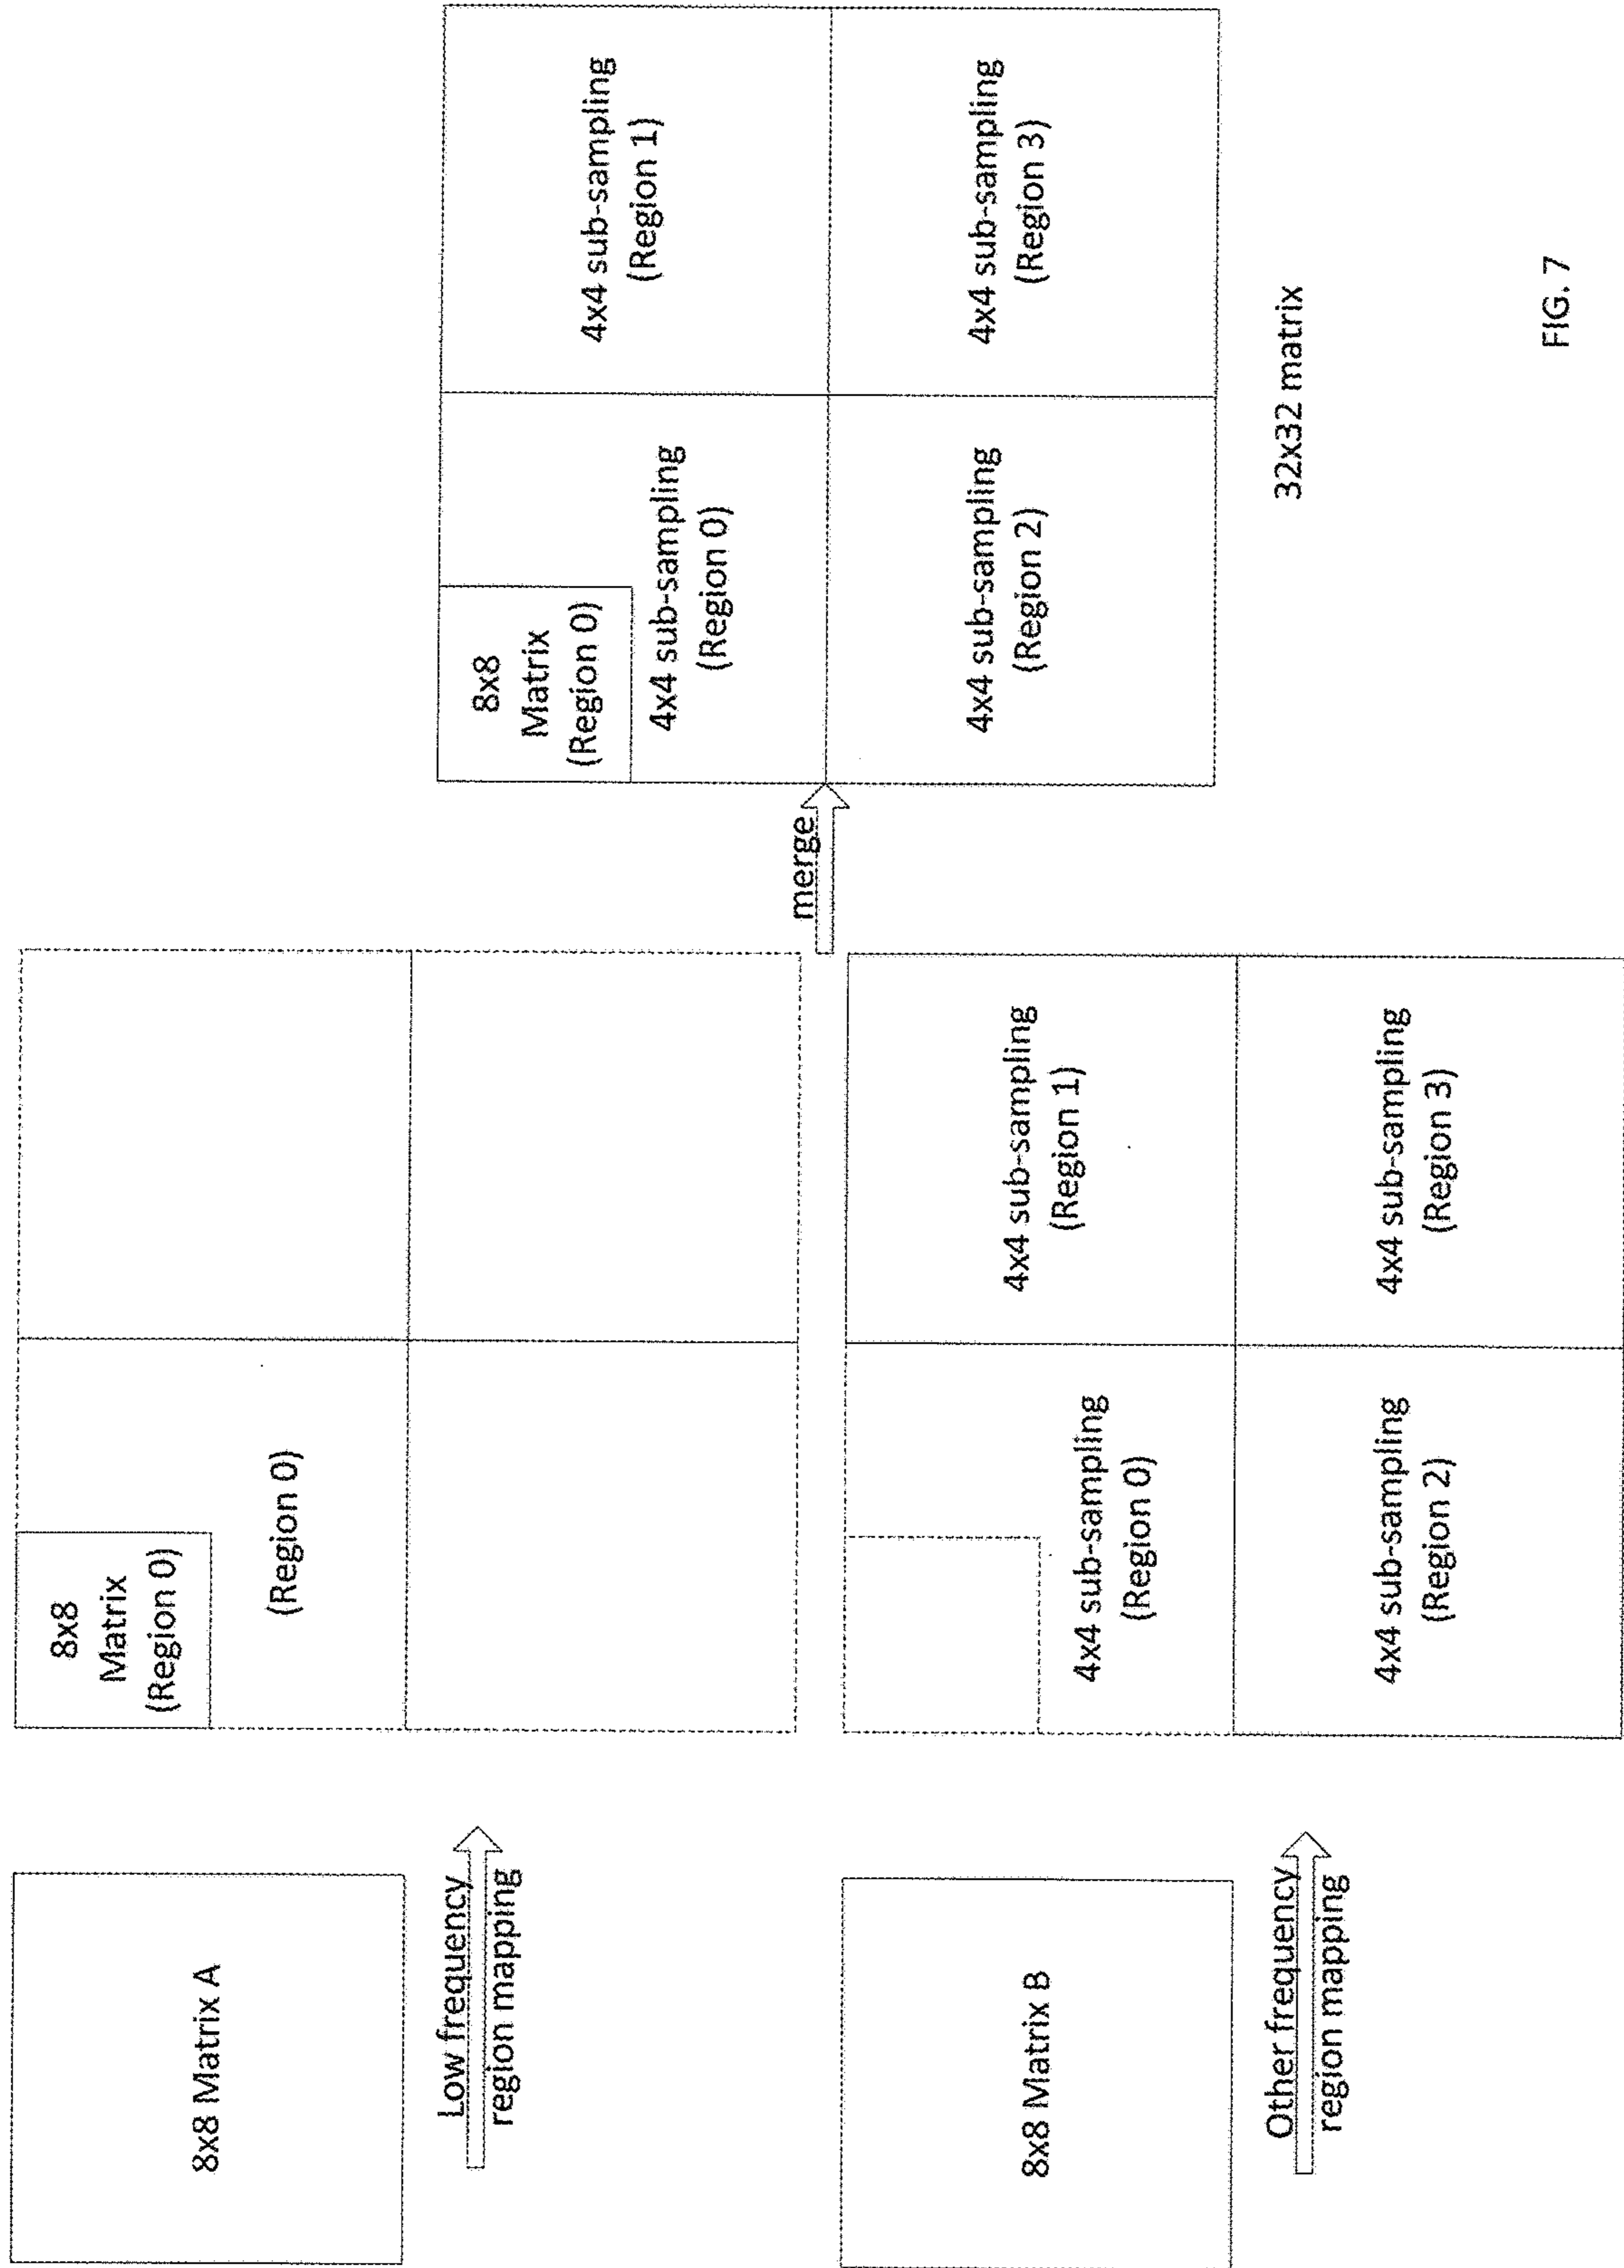 8x8 Matrix A
Low frequency
region mapping
8x8
Matrix
(Region 0)
(Region 0)
8x8 Matrix B
Other frequency
region mapping
4x4 sub-sampling
(Region 0)
4x4 sub-sampling
(Region 1)
4x4 sub-sampling
(Region 2)
4x4 sub-sampling
(Region 3)
merge
8x8
Matrix
(Region 0)
4x4 sub-sampling
(Region 0)
4x4 sub-sampling
(Region 1)
4x4 sub-sampling
(Region 2)
4x4 sub-sampling
(Region 3)
32x32 matrix
FIG. 7